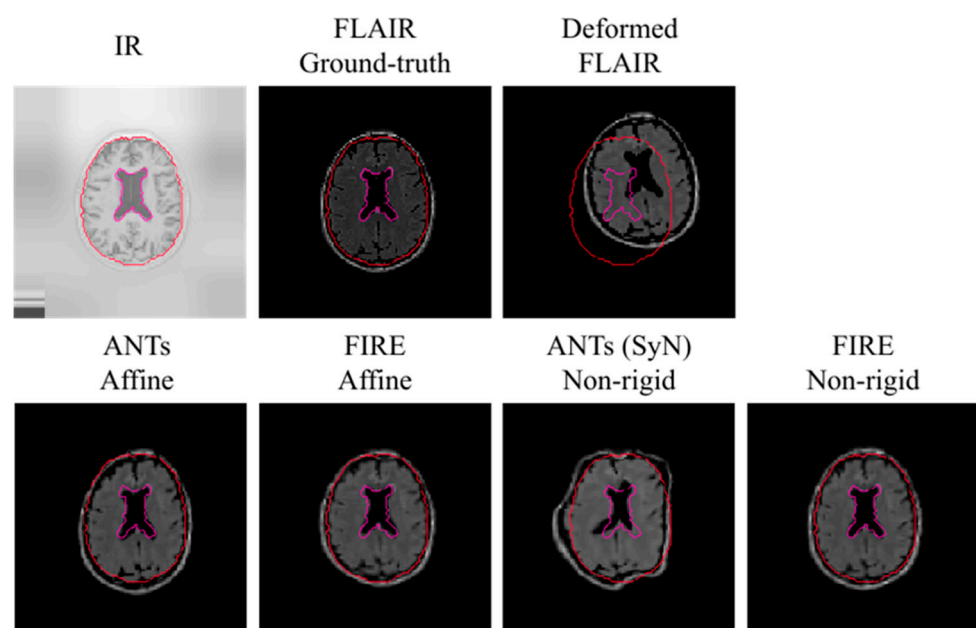 IR
FLAIR
Ground-truth
Deformed
FLAIR
ANTs
Affine
FIRE
Affine
ANTs (SyN)
Non-rigid
FIRE
Non-rigid